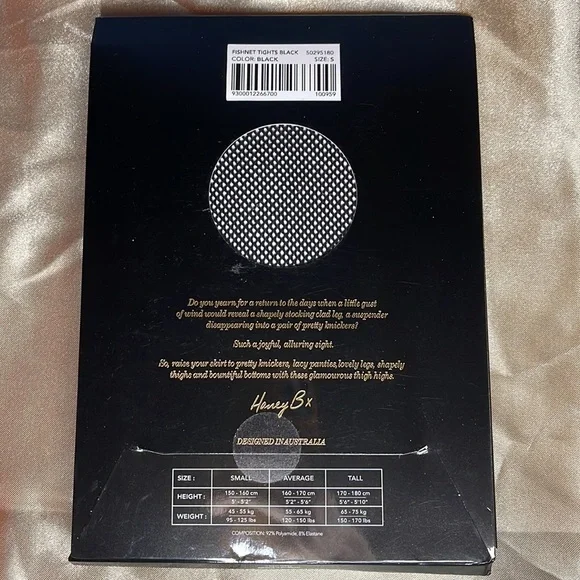 FISHNET TIGHTS BLACK 50295180
COLOR: BLACK SIZE: S
9300012266700 100959
Do you yearn for a return to the days when a little gust
of wind would reveal a shapely stocking clad leg, a suspender
disappearing into a pair of pretty knickers?
Such a joyful, alluring sight.
So, raise your skirt to pretty knickers, lacy panties, lovely legs, shapely
thighs and bountiful bottoms with these glamourous thigh highs.
Honey B x
DESIGNED IN AUSTRALIA
SIZE : SMALL AVERAGE TALL
HEIGHT : 150 - 160 cm 160 - 170 cm 170 - 180 cm
5' - 5'2" 5'2" - 5'6" 5'6" - 5'10"
WEIGHT : 45 - 55 kg 55 - 65 kg 65 - 75 kg
95 - 125 lbs 120 - 150 lbs 150 - 170 lbs
COMPOSITION: 92% Polyamide, 8% Elastane